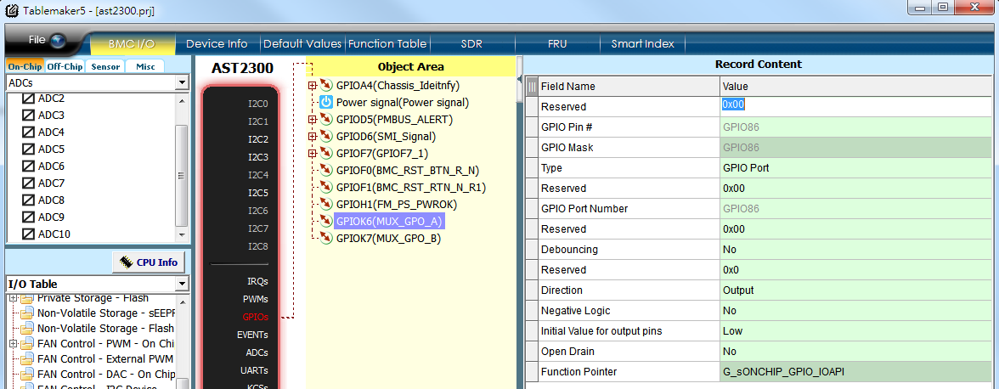 Tablemaker5 - [ast2300.prj]
File
BMC I/O
Device Info
Default Values
Function Table
SDR
FRU
Smart Index
On-Chip
Off-Chip
Sensor
Misc
ADCs
ADC2
ADC3
ADC4
ADC5
ADC6
ADC7
ADC8
ADC9
ADC10
CPU Info
I/O Table
Private Storage - Flash
Non-Volatile Storage - sEEPR
Non-Volatile Storage - Flash
FAN Control - PWM - On Chi
FAN Control - External PWM
FAN Control - DAC - On Chip
FAN Control - I2C Device
AST2300
I2C0
I2C1
I2C2
I2C3
I2C4
I2C5
I2C6
I2C7
I2C8
IRQs
PWMs
GPIOs
EVENTs
ADCs
UARTs
KCSs
Object Area
GPIOA4(Chassis_Ideitnfy)
Power signal(Power signal)
GPIOD5(PMBUS_ALERT)
GPIOD6(SMI_Signal)
GPIOF7(GPIOF7_1)
GPIOF0(BMC_RST_BTN_R_N)
GPIOF1(BMC_RST_RTN_N_R1)
GPIOH1(FM_PS_PWROK)
GPIOK6(MUX_GPO_A)
GPIOK7(MUX_GPO_B)
Record Content
Field Name Value
Reserved 0x00
GPIO Pin # GPIO86
GPIO Mask GPIO86
Type GPIO Port
Reserved 0x00
GPIO Port Number GPIO86
Reserved 0x00
Debouncing No
Reserved 0x0
Direction Output
Negative Logic No
Initial Value for output pins Low
Open Drain No
Function Pointer G_sONCHIP_GPIO_IOAPI